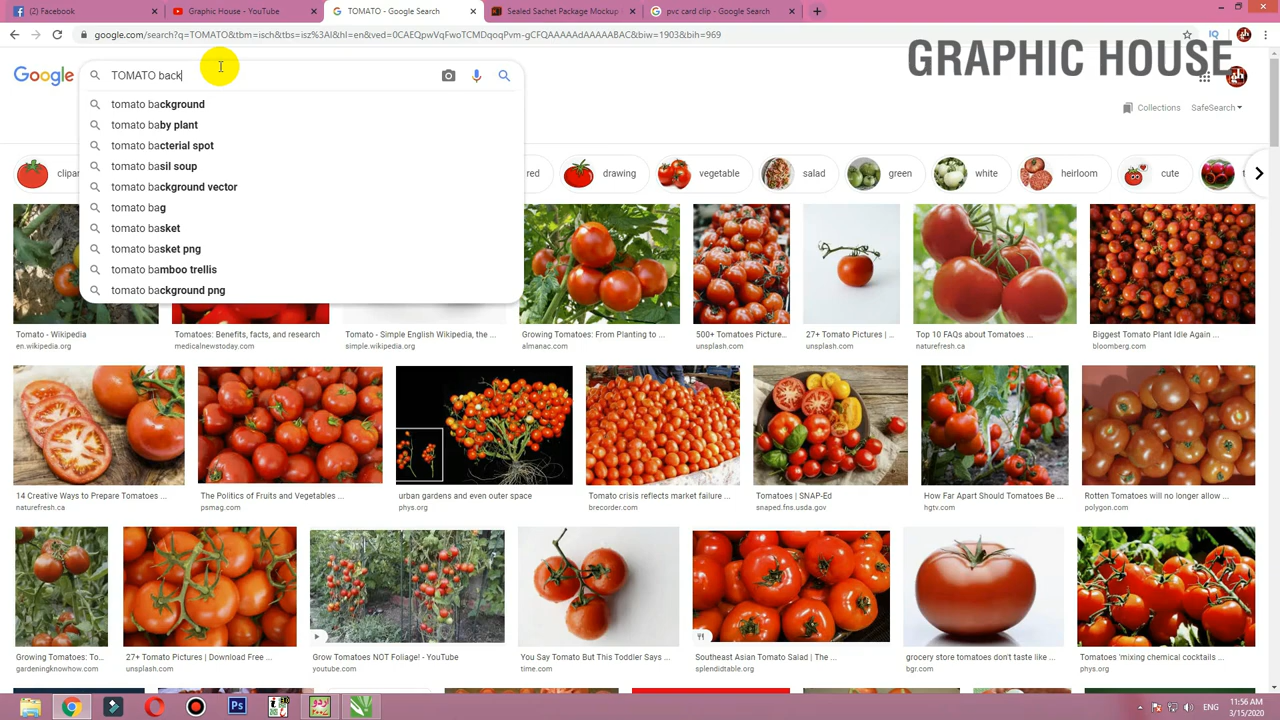 (2) Facebook
Graphic House - YouTube
TOMATO - Google Search
Sealed Sachet Package Mockup
pvc card clip - Google Search
google.com/search?q=TOMATO&tbm=isch&tbs=isz%3Al&hl=en&ved=0CAEQpwVqFwoTCMDqoqPvm-gCFQAAAAAdAAAAABAC&biw=1903&bih=969
GRAPHIC HOUSE
Google
TOMATO back
Collections
SafeSearch
tomato background
tomato baby plant
tomato bacterial spot
tomato basil soup
tomato background vector
tomato bag
tomato basket
tomato basket png
tomato bamboo trellis
tomato background png
red
drawing
vegetable
salad
green
white
heirloom
cute
Tomato - Wikipedia
en.wikipedia.org
Tomatoes: Benefits, facts, and research
medicalnewstoday.com
Tomato - Simple English Wikipedia, the ...
simple.wikipedia.org
Growing Tomatoes: From Planting to ...
almanac.com
500+ Tomatoes Picture...
unsplash.com
27+ Tomato Pictures | ...
unsplash.com
Top 10 FAQs about Tomatoes ...
naturefresh.ca
Biggest Tomato Plant Idle Again ...
bloomberg.com
14 Creative Ways to Prepare Tomatoes ...
naturefresh.ca
The Politics of Fruits and Vegetables ...
psmag.com
urban gardens and even outer space
phys.org
Tomato crisis reflects market failure ...
brecorder.com
Tomatoes | SNAP-Ed
snaped.fns.usda.gov
How Far Apart Should Tomatoes Be ...
hgtv.com
Rotten Tomatoes will no longer allow ...
polygon.com
Growing Tomatoes: To...
gardeningknowhow.com
27+ Tomato Pictures | Download Free ...
unsplash.com
Grow Tomatoes NOT Foliage! - YouTube
youtube.com
You Say Tomato But This Toddler Says ...
time.com
Southeast Asian Tomato Salad | The ...
splendidtable.org
grocery store tomatoes don't taste like ...
bgr.com
Tomatoes 'mixing chemical cocktails ...
phys.org
Ps
اردو
ENG
11:56 AM
3/15/2020